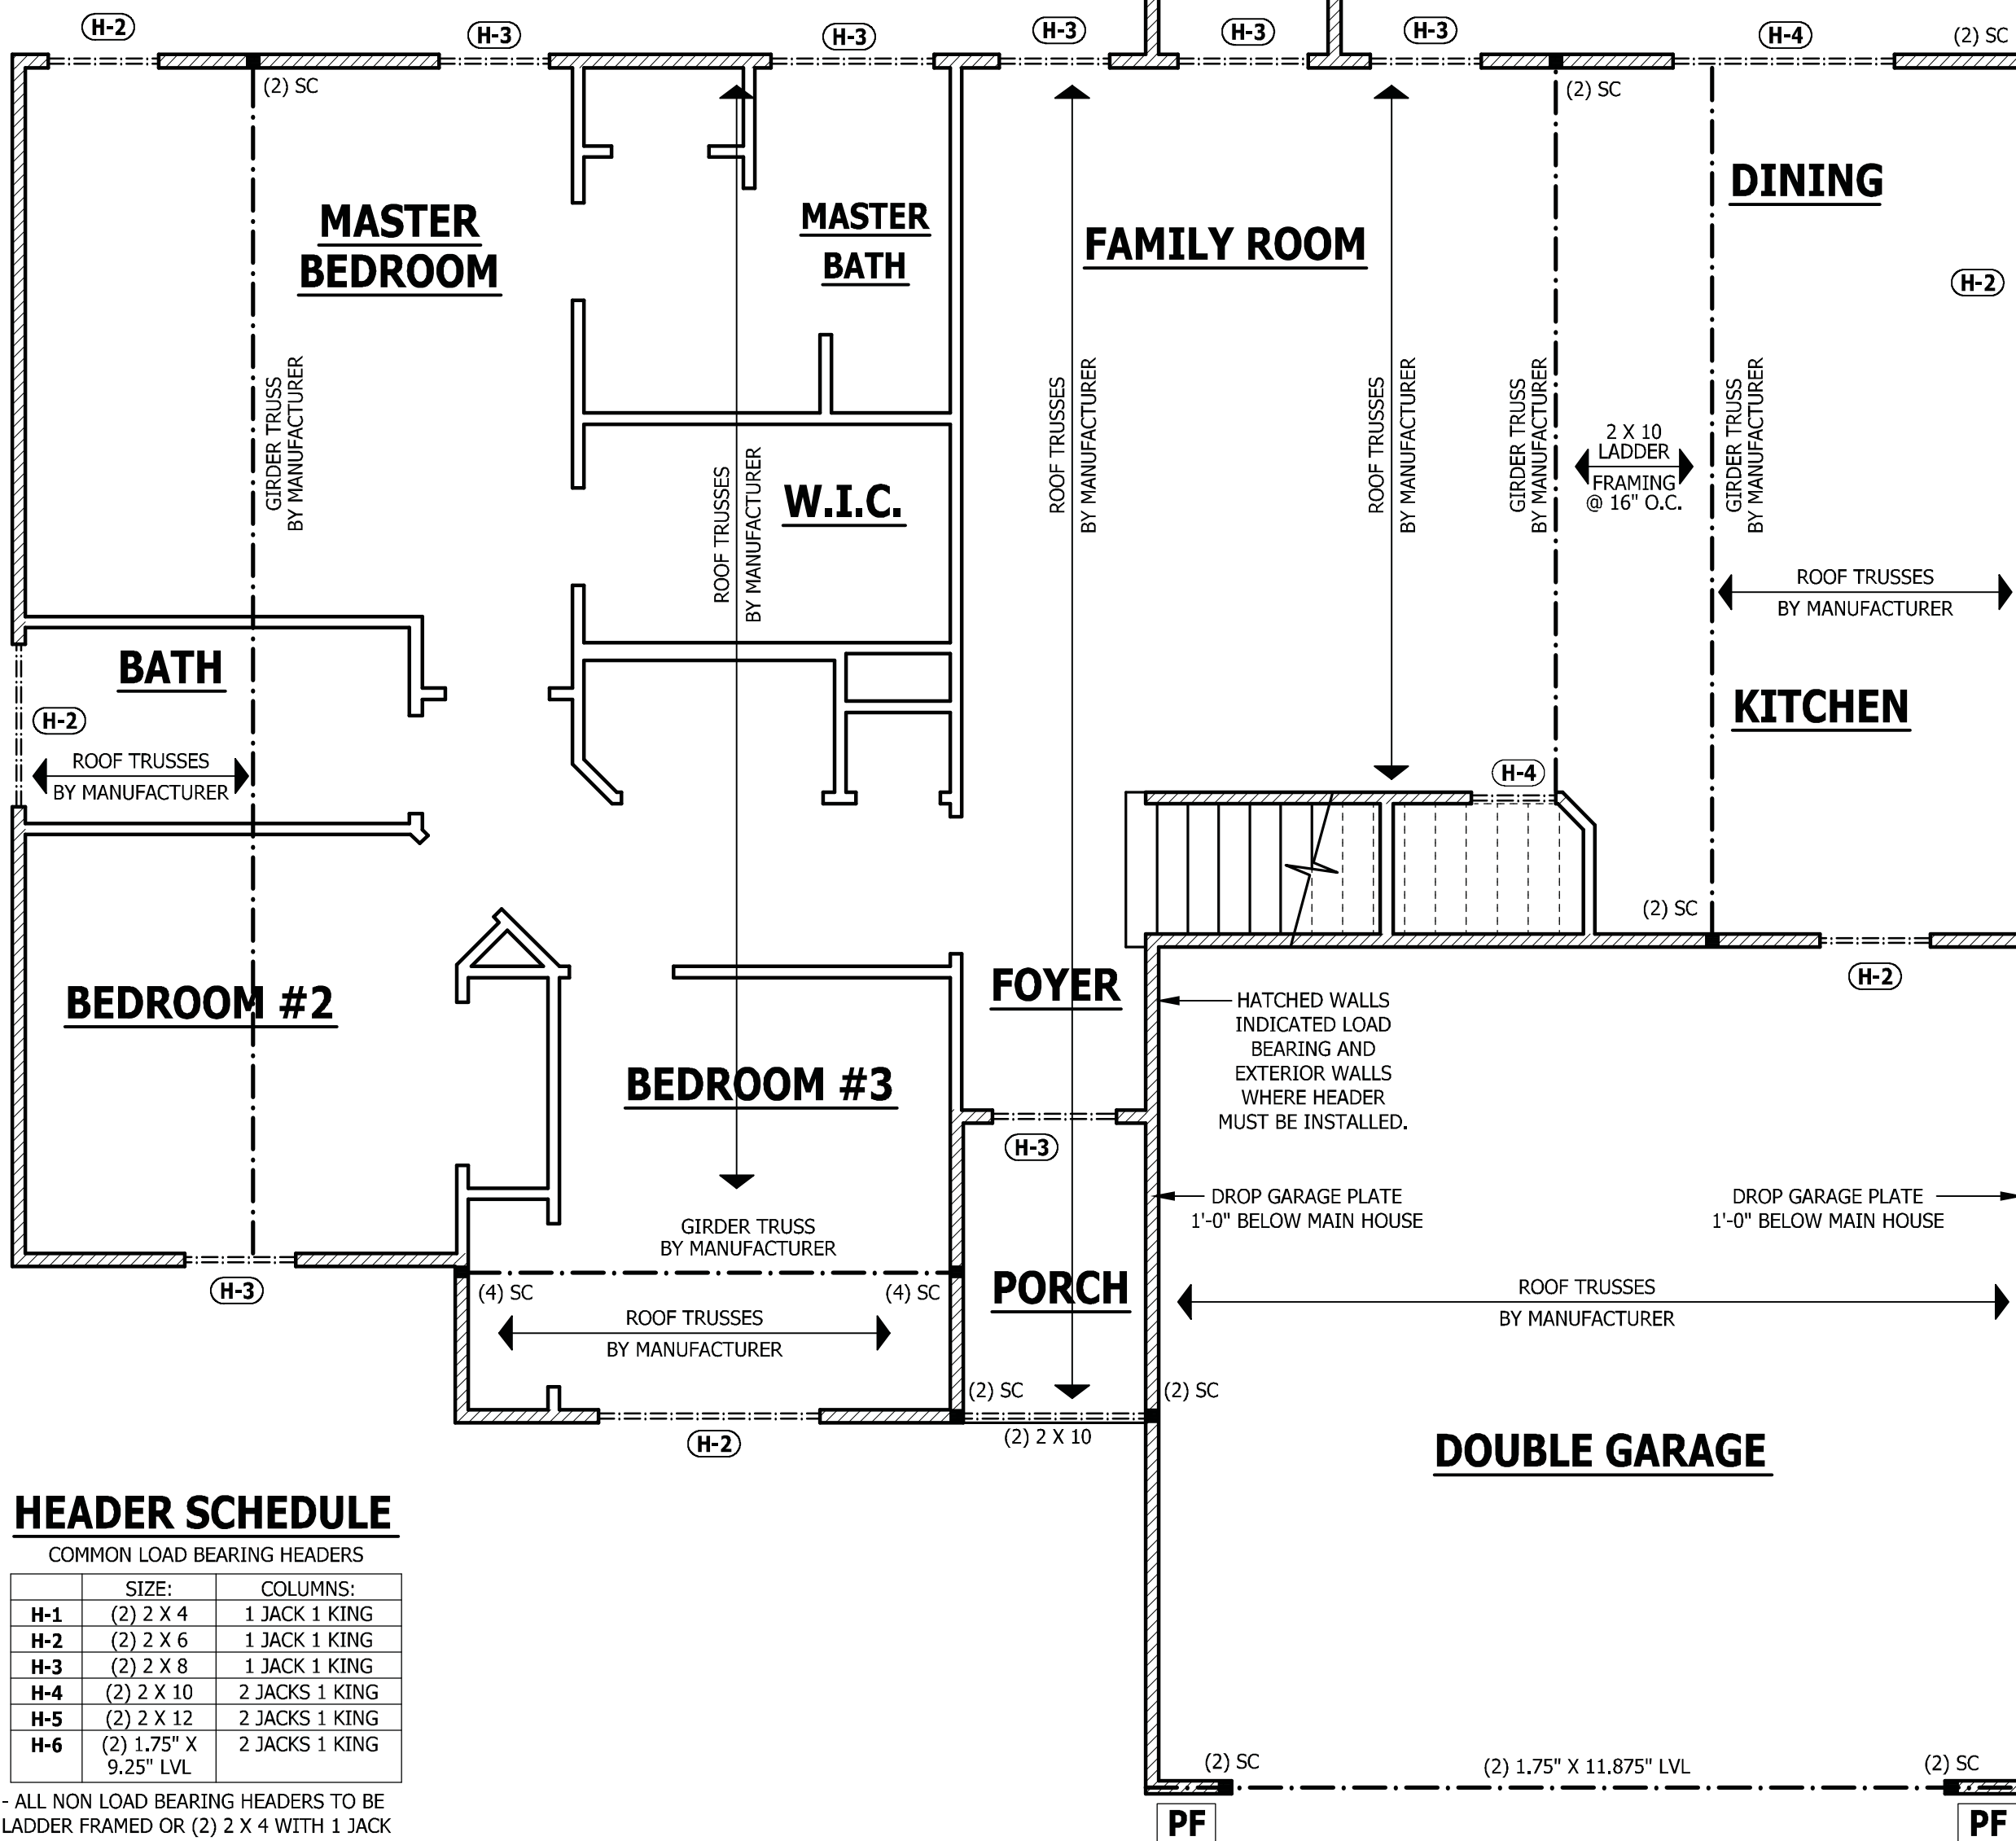 H-2
H-3
H-3
H-3
H-3
H-3
H-4
(2) SC
(2) SC
(2) SC
MASTER
BEDROOM
MASTER
BATH
FAMILY ROOM
DINING
H-2
GIRDER TRUSS
BY MANUFACTURER
ROOF TRUSSES
BY MANUFACTURER
ROOF TRUSSES
BY MANUFACTURER
ROOF TRUSSES
BY MANUFACTURER
GIRDER TRUSS
BY MANUFACTURER
2 X 10
LADDER
FRAMING
@ 16" O.C.
GIRDER TRUSS
BY MANUFACTURER
W.I.C.
ROOF TRUSSES
BY MANUFACTURER
BATH
H-2
ROOF TRUSSES
BY MANUFACTURER
KITCHEN
H-4
(2) SC
H-2
BEDROOM #2
FOYER
HATCHED WALLS
INDICATED LOAD
BEARING AND
EXTERIOR WALLS
WHERE HEADER
MUST BE INSTALLED.
BEDROOM #3
H-3
DROP GARAGE PLATE
1'-0" BELOW MAIN HOUSE
DROP GARAGE PLATE
1'-0" BELOW MAIN HOUSE
GIRDER TRUSS
BY MANUFACTURER
H-3
(4) SC
(4) SC
PORCH
ROOF TRUSSES
BY MANUFACTURER
ROOF TRUSSES
BY MANUFACTURER
(2) SC
(2) SC
H-2
(2) 2 X 10
DOUBLE GARAGE
HEADER SCHEDULE
COMMON LOAD BEARING HEADERS
SIZE: COLUMNS:
H-1 (2) 2 X 4 1 JACK 1 KING
H-2 (2) 2 X 6 1 JACK 1 KING
H-3 (2) 2 X 8 1 JACK 1 KING
H-4 (2) 2 X 10 2 JACKS 1 KING
H-5 (2) 2 X 12 2 JACKS 1 KING
H-6 (2) 1.75" X 2 JACKS 1 KING
9.25" LVL
- ALL NON LOAD BEARING HEADERS TO BE
LADDER FRAMED OR (2) 2 X 4 WITH 1 JACK
(2) SC
(2) 1.75" X 11.875" LVL
(2) SC
PF
PF